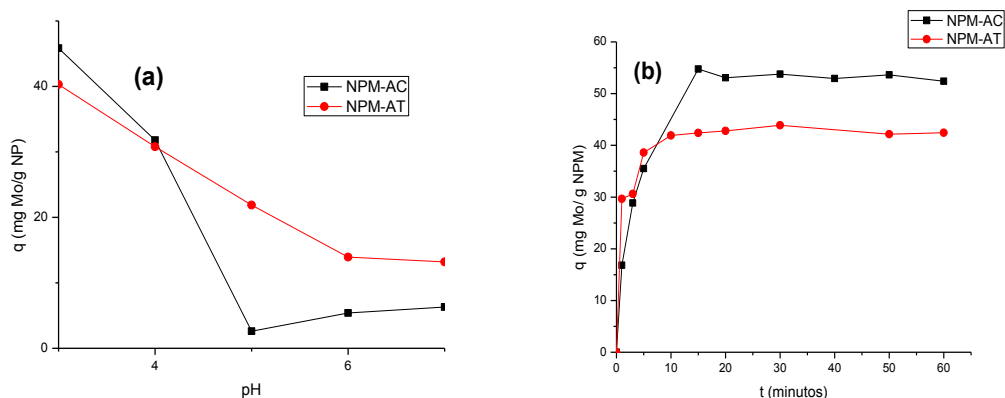 (a)
NPM-AC
NPM-AT
q (mg Mo/g NP)
40
20
0
4
6
pH
(b)
NPM-AC
NPM-AT
q (mg Mo/ g NPM)
60
50
40
30
20
10
0
0 10 20 30 40 50 60
t (minutos)